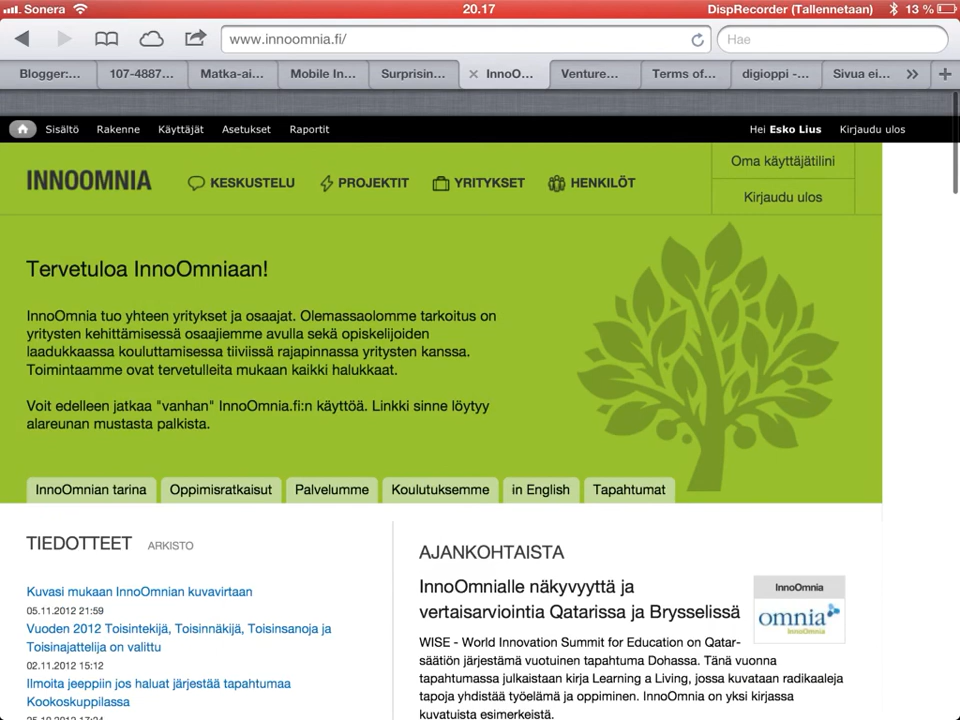 Sonera 20.17 DispRecorder (Tallennetaan) 13 %
www.innoomnia.fi/ Hae
Blogger:... 107-4887... Matka-ai... Mobile In... Surprisin... InnoO... Venture... Terms of... digioppi -... Sivua ei...
Sisältö Rakenne Käyttäjät Asetukset Raportit Hei Esko Lius Kirjaudu ulos
INNOOMNIA KESKUSTELU PROJEKTIT YRITYKSET HENKILÖT
Oma käyttäjätilini
Kirjaudu ulos
Tervetuloa InnoOmniaan!
InnoOmnia tuo yhteen yritykset ja osaajat. Olemassaolomme tarkoitus on
yritysten kehittämisessä osaajiemme avulla sekä opiskelijoiden
laadukkaassa kouluttamisessa tiiviissä rajapinnassa yritysten kanssa.
Toimintaamme ovat tervetulleita mukaan kaikki halukkaat.
Voit edelleen jatkaa "vanhan" InnoOmnia.fi:n käyttöä. Linkki sinne löytyy
alareunan mustasta palkista.
InnoOmnian tarina Oppimisratkaisut Palvelumme Koulutuksemme in English Tapahtumat
TIEDOTTEET ARKISTO
Kuvasi mukaan InnoOmnian kuvavirtaan
05.11.2012 21:59
Vuoden 2012 Toisintekijä, Toisinnäkijä, Toisinsanoja ja
Toisinajattelija on valittu
02.11.2012 15:12
Ilmoita jeeppiin jos haluat järjestää tapahtumaa
Kookoskuppilassa
25.10.2012 17:24
AJANKOHTAISTA
InnoOmnialle näkyvyyttä ja
vertaisarviointia Qatarissa ja Brysselissä
InnoOmnia
omnia
InnoOmnia
WISE - World Innovation Summit for Education on Qatar-
säätiön järjestämä vuotuinen tapahtuma Dohassa. Tänä vuonna
tapahtumassa julkaistaan kirja Learning a Living, jossa kuvataan radikaaleja
tapoja yhdistää työelämä ja oppiminen. InnoOmnia on yksi kirjassa
kuvatuista esimerkeistä.